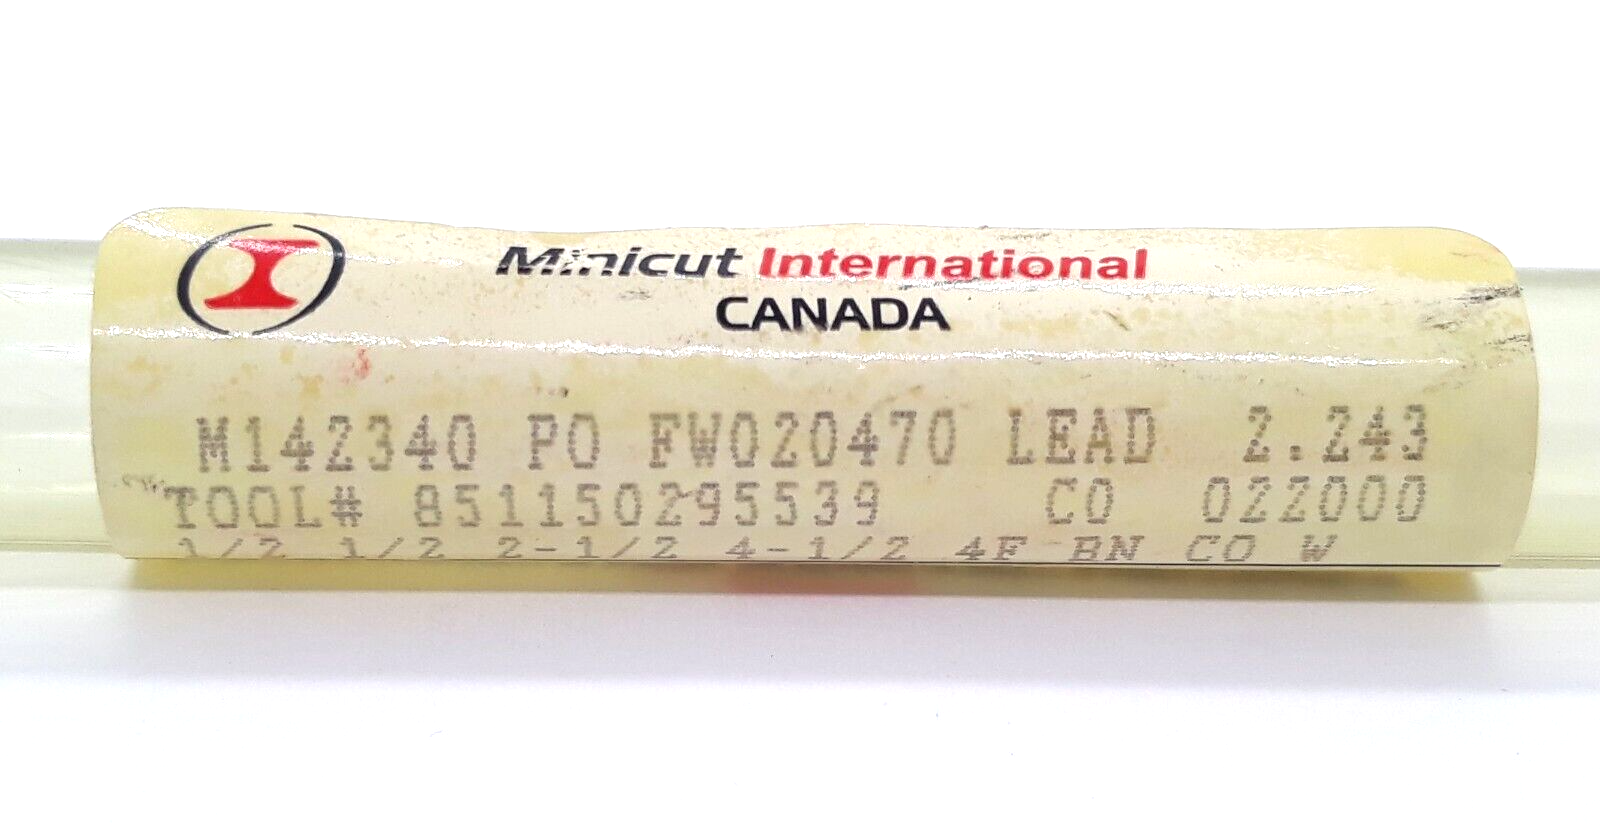 Minicut International
CANADA
M142340 PO FW020470 LEAD 2.243
TOOL# 851150295539 CO 022000
1/2 1/2 2-1/2 4-1/2 4F BN CO W